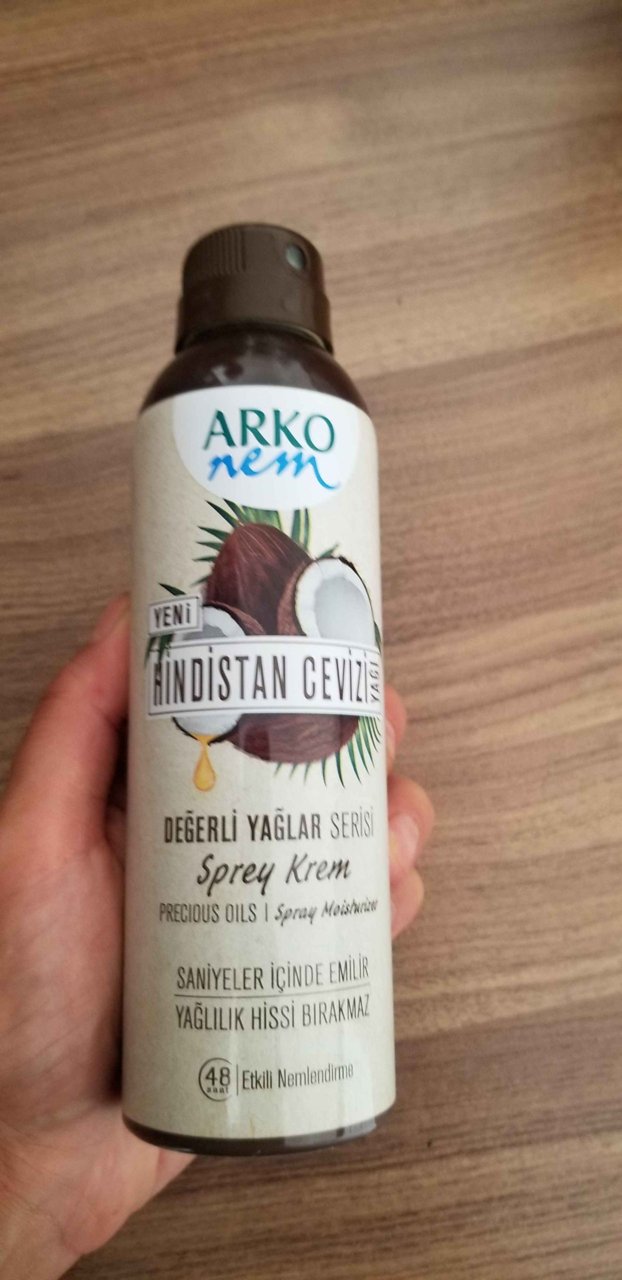 ARKO
nem
YENİ
HİNDİSTAN CEVİZİ YAĞI
DEĞERLİ YAĞLAR SERİSİ
Sprey Krem
PRECIOUS OILS | Spray Moisturizer
SANİYELER İÇİNDE EMİLİR
YAĞLILIK HİSSİ BIRAKMAZ
48 saat | Etkili Nemlendirme